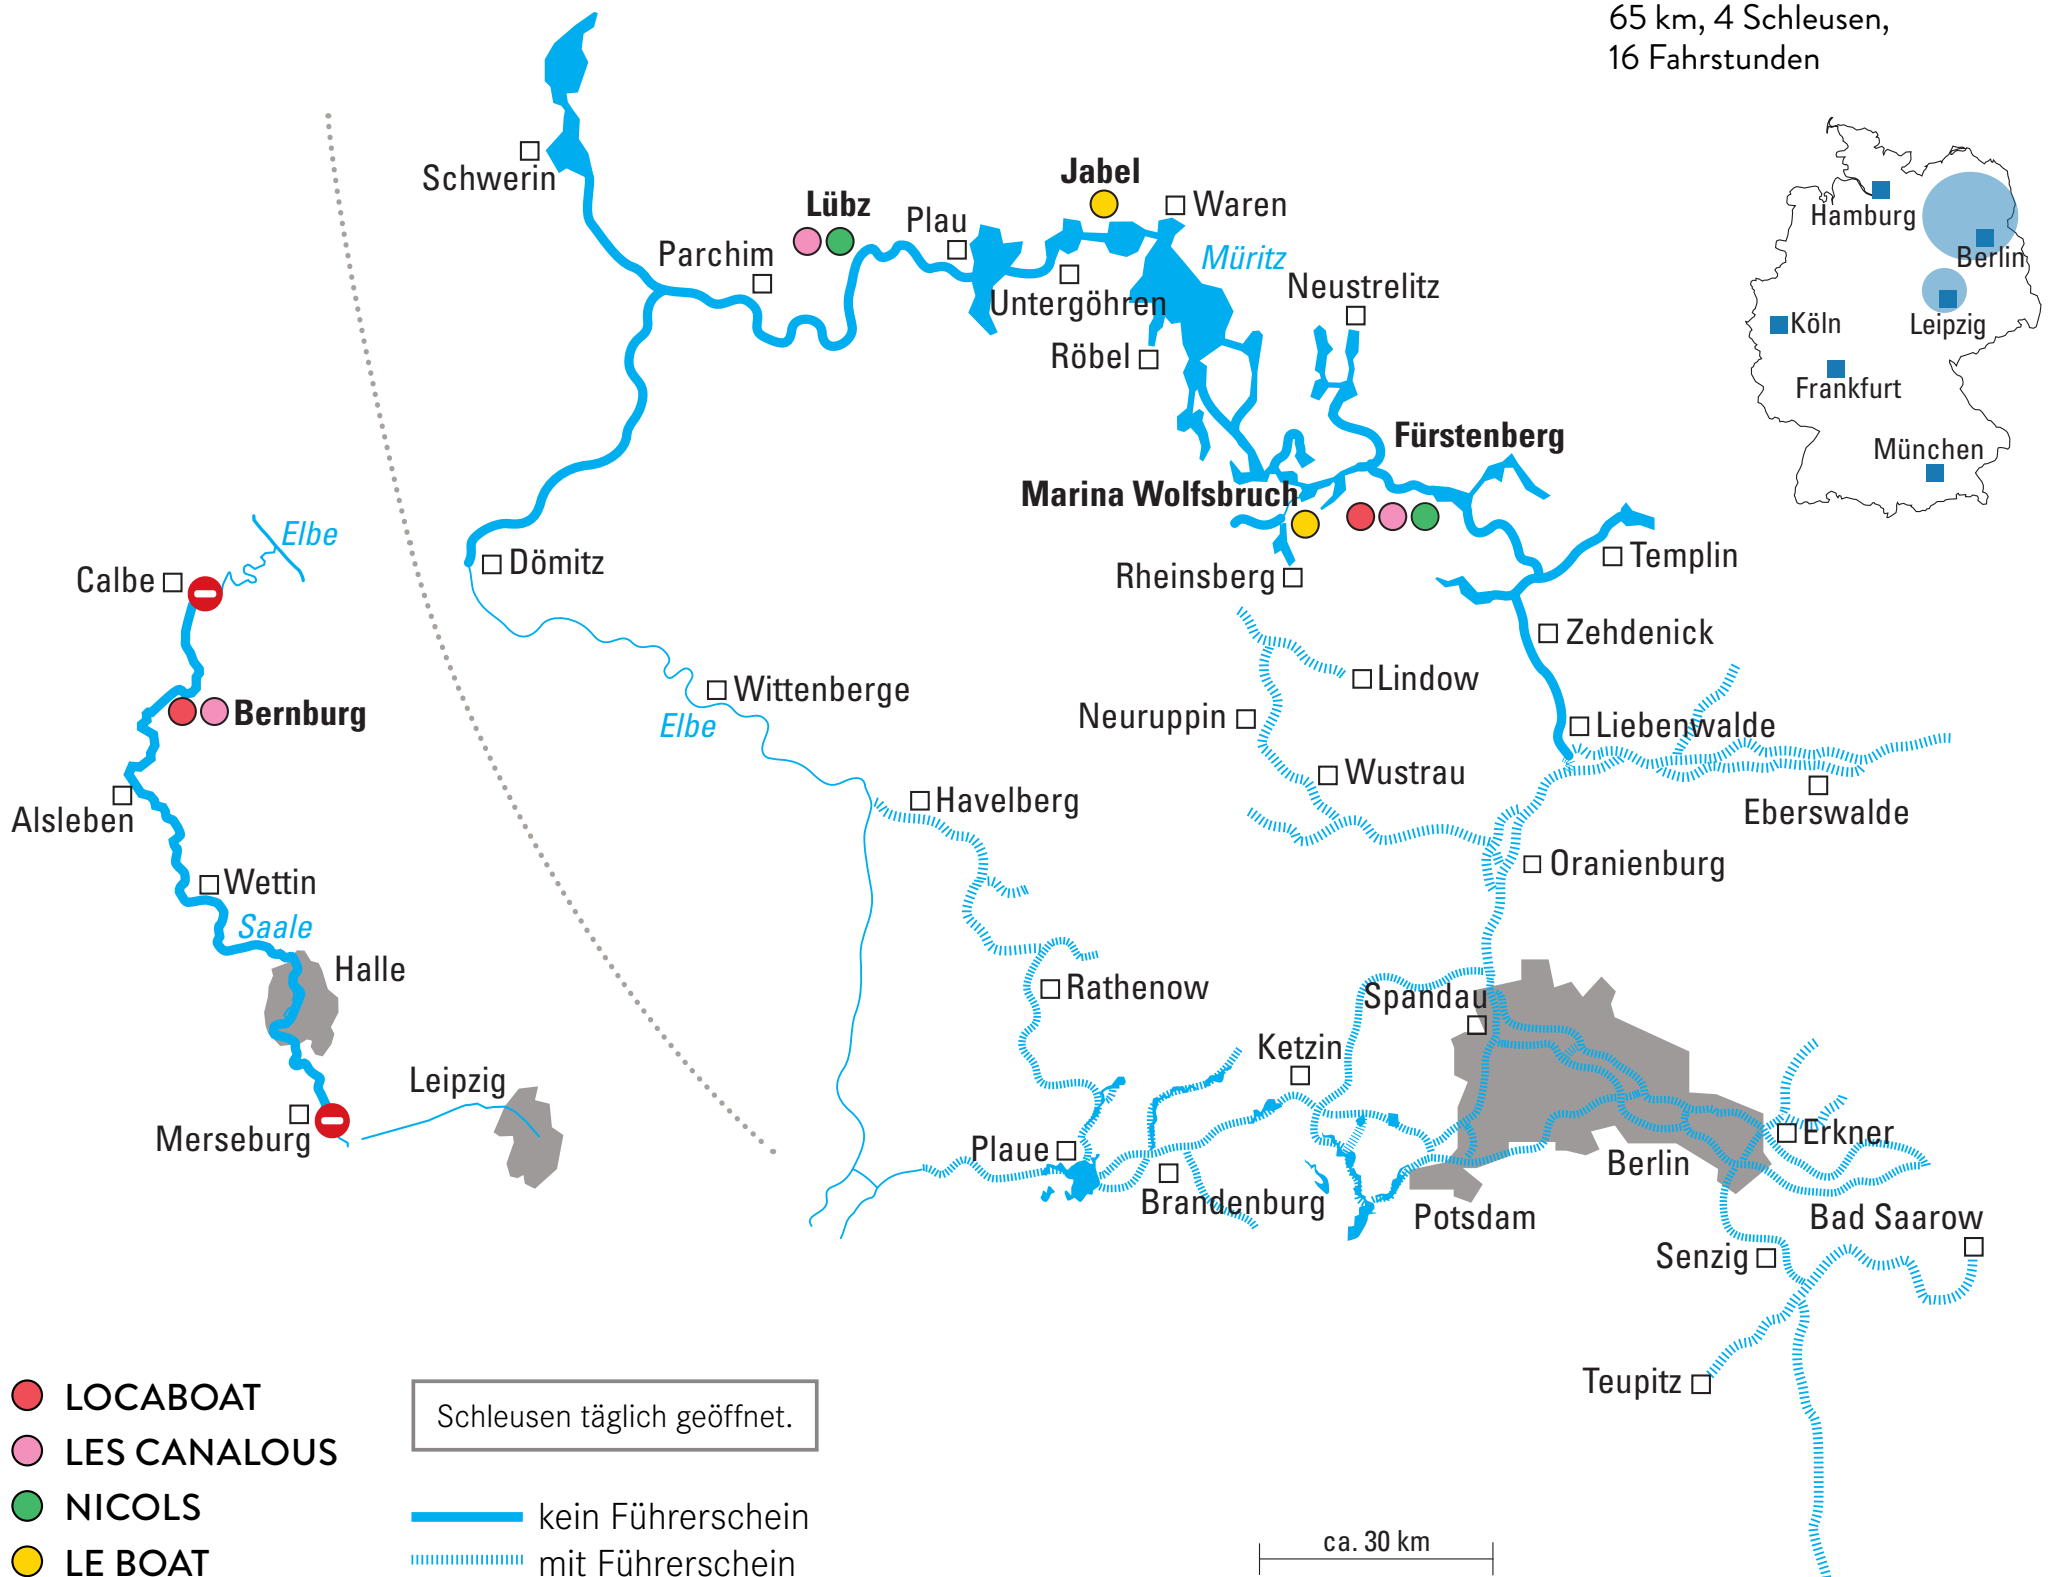 65 km, 4 Schleusen,
16 Fahrstunden
Hamburg
Berlin
Leipzig
Köln
Frankfurt
München
Schwerin
Parchim
Lübz
Plau
Jabel
Waren
Müritz
Untergöhren
Röbel
Neustrelitz
Fürstenberg
Marina Wolfsbruch
Rheinsberg
Templin
Zehdenick
Dömitz
Elbe
Calbe
Bernburg
Alsleben
Wettin
Saale
Halle
Leipzig
Merseburg
Wittenberge
Elbe
Havelberg
Lindow
Neuruppin
Wustrau
Liebenwalde
Eberswalde
Oranienburg
Rathenow
Spandau
Ketzin
Plaue
Brandenburg
Potsdam
Berlin
Erkner
Bad Saarow
Senzig
Teupitz
LOCABOAT
LES CANALOUS
NICOLS
LE BOAT
Schleusen täglich geöffnet.
kein Führerschein
mit Führerschein
ca. 30 km